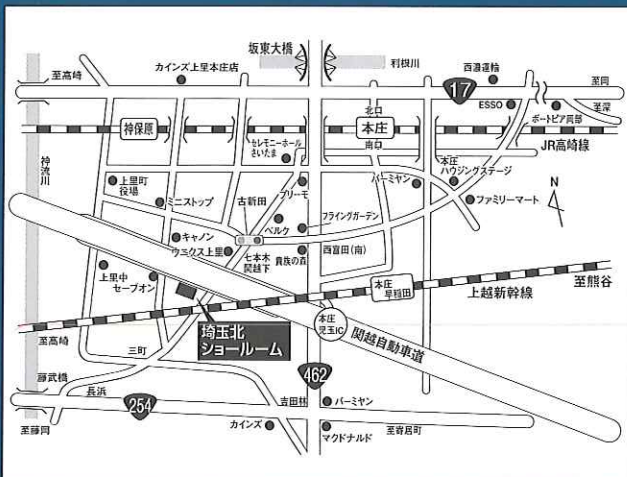 坂東大橋
カインズ上里本庄店
利根川
西濃運輸
至高崎
至岡
17
ESSO
至深
ボートピア岡部
北口
神保原
本庄
南口
JR高崎線
セレモニーホール
さいたま
神流川
上里町
役場
ミニストップ
古新田
プリーモ
バーミヤン
本庄
ハウジングステージ
ファミリーマート
N
フライングガーデン
キャノン
ベルク
ウニクス上里
七本木
関越下
貴族の森
西富田(南)
上里中
セーブオン
本庄
早稲田
上越新幹線
至熊谷
至高崎
埼玉北
ショールーム
本庄
児玉IC
関越自動車道
三町
藤武橋
長浜
254
462
吉田林
バーミヤン
カインズ
マクドナルド
至藤岡
至寄居町